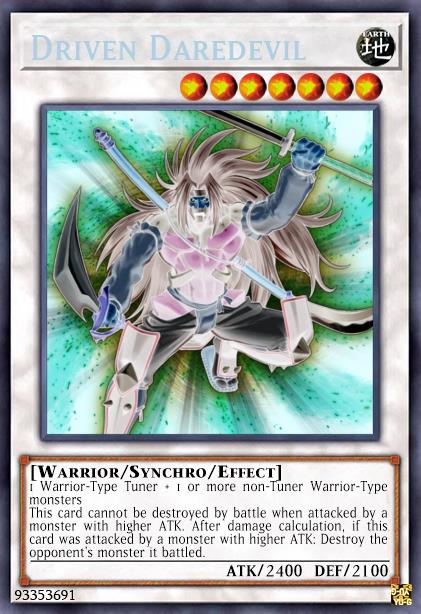 DRIVEN DAREDEVIL
EARTH
地
[WARRIOR/SYNCHRO/EFFECT]
1 Warrior-Type Tuner + 1 or more non-Tuner Warrior-Type
monsters
This card cannot be destroyed by battle when attacked by a
monster with higher ATK. After damage calculation, if this
card was attacked by a monster with higher ATK: Destroy the
opponent's monster it battled.
ATK/2400 DEF/2100
93353691